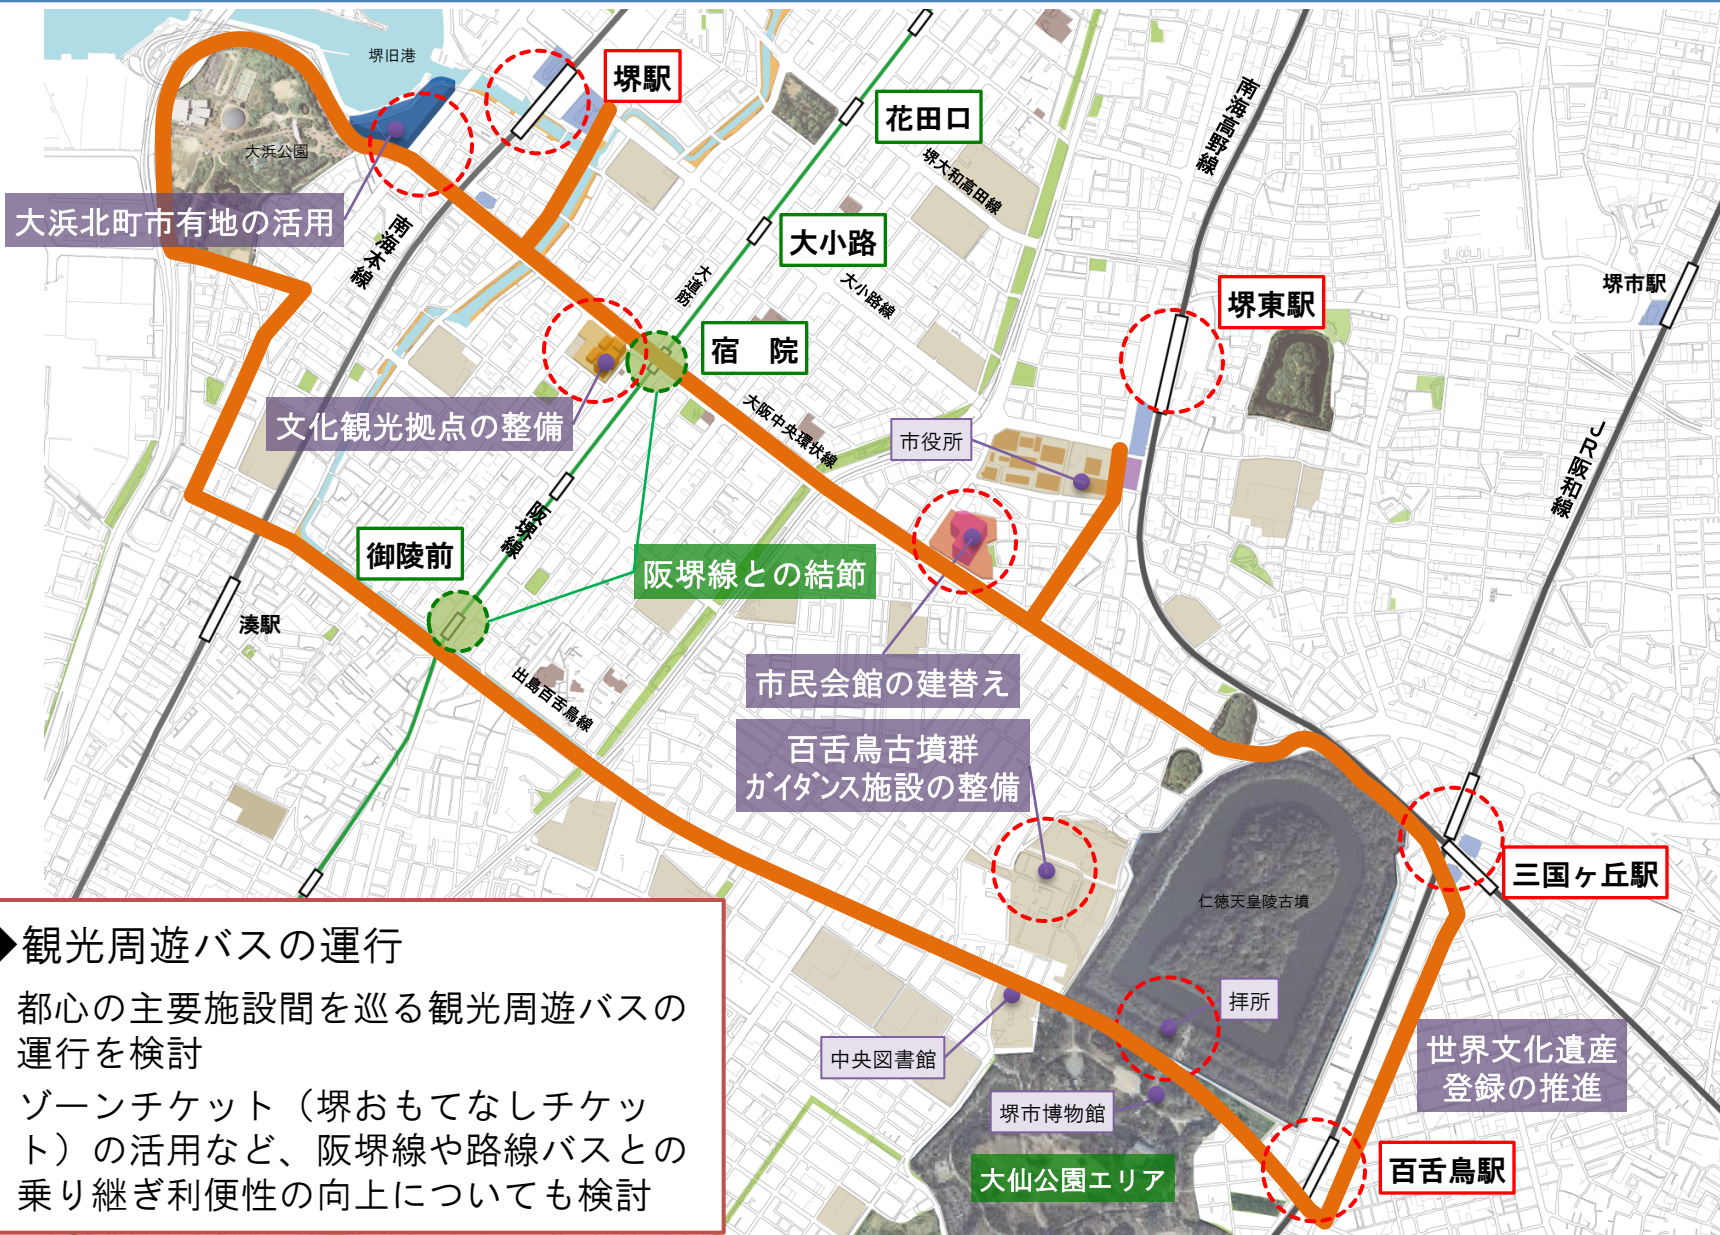 堺旧港
堺駅
花田口
南海高野線
大浜公園
堺大和高田線
大浜北町市有地の活用
南海本線
大小路
大道筋
大小路線
堺市駅
堺東駅
宿　院
文化観光拠点の整備
大阪中央環状線
市役所
JR阪和線
阪堺線
御陵前
阪堺線との結節
湊駅
出島百舌鳥線
市民会館の建替え
百舌鳥古墳群
ガイダンス施設の整備
三国ヶ丘駅
仁徳天皇陵古墳
◆観光周遊バスの運行
都心の主要施設間を巡る観光周遊バスの
運行を検討
ゾーンチケット（堺おもてなしチケッ
ト）の活用など、阪堺線や路線バスとの
乗り継ぎ利便性の向上についても検討
拝所
中央図書館
世界文化遺産
登録の推進
堺市博物館
大仙公園エリア
百舌鳥駅